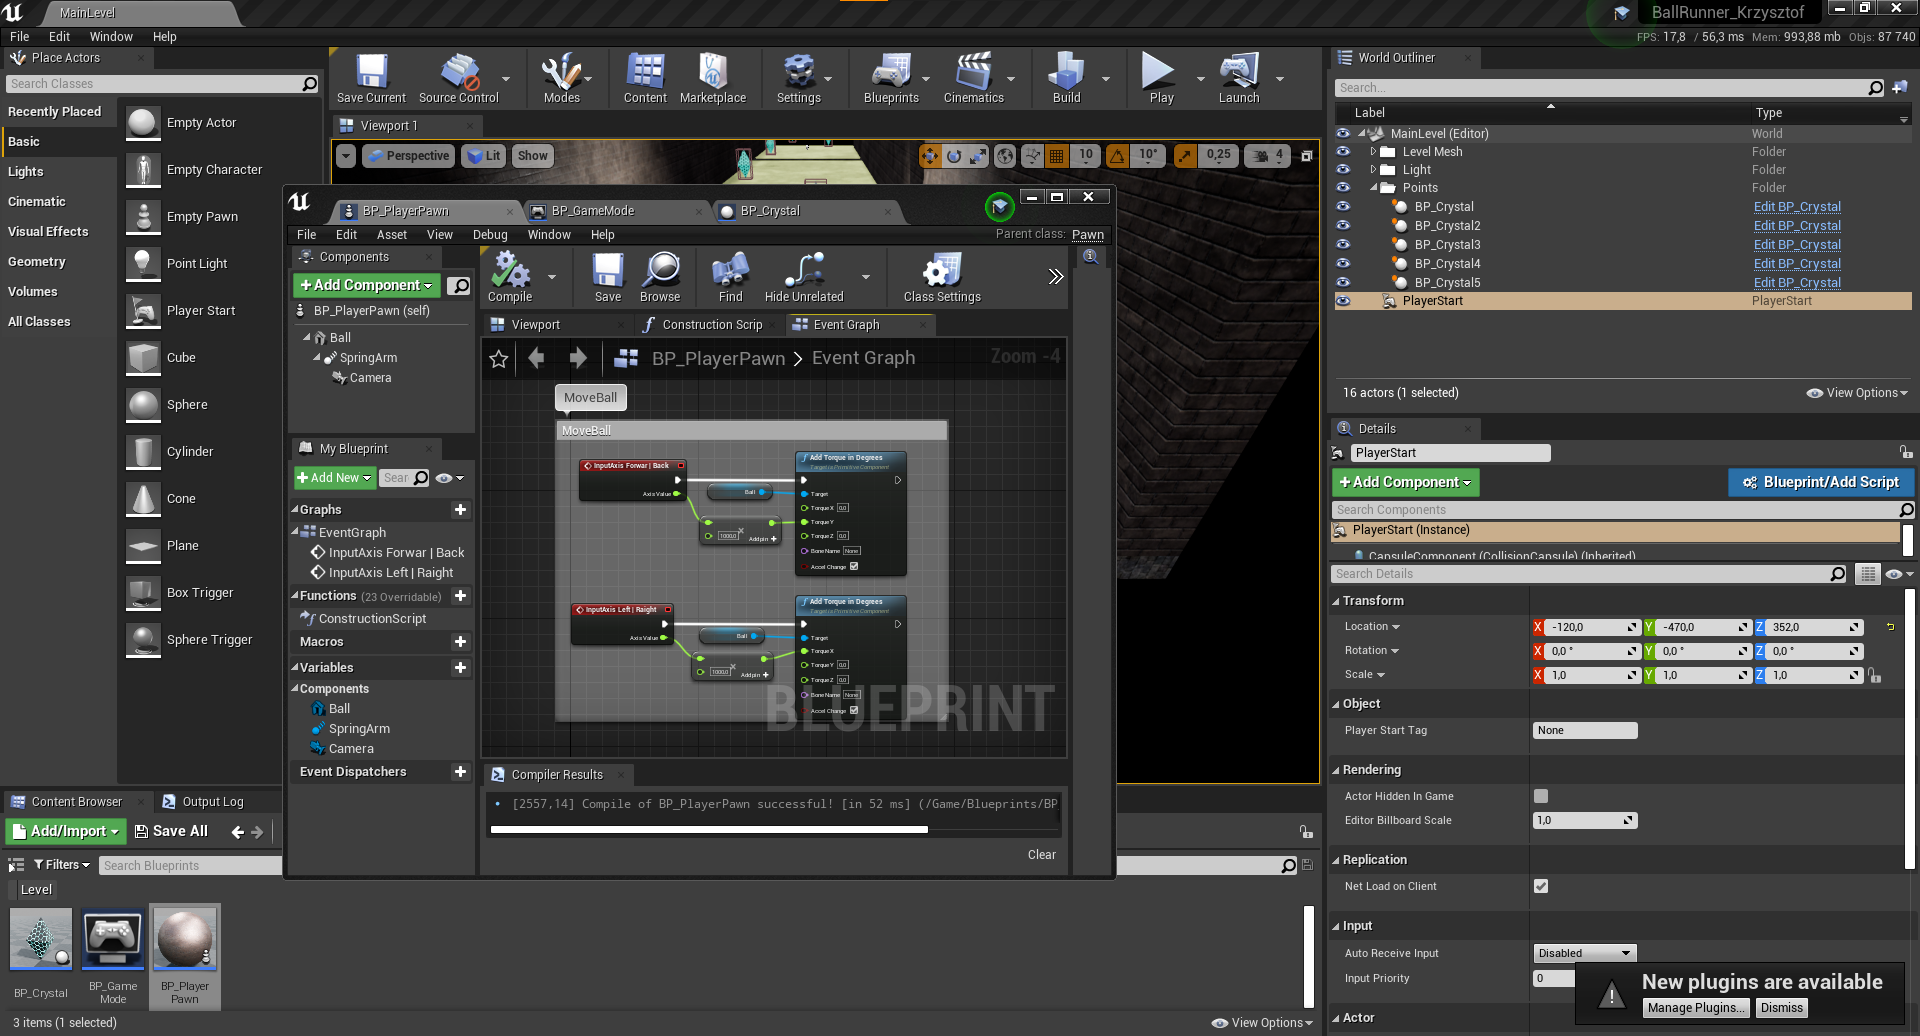 MainLevel
BallRunner_Krzysztof
File Edit Window Help
FPS: 17,8 / 56,3 ms Mem: 993,88 mb Objs: 87 740
Place Actors
Search Classes
Recently Placed
Basic
Lights
Cinematic
Visual Effects
Geometry
Volumes
All Classes
Empty Actor
Empty Character
Empty Pawn
Point Light
Player Start
Cube
Sphere
Cylinder
Cone
Plane
Box Trigger
Sphere Trigger
Save Current
Source Control
Modes
Content
Marketplace
Settings
Blueprints
Cinematics
Build
Play
Launch
Viewport 1
Perspective Lit Show
10 10° 0,25 4
BP_PlayerPawn
BP_GameMode
BP_Crystal
File Edit Asset View Debug Window Help
Parent class: Pawn
Components
+Add Component
BP_PlayerPawn (self)
Ball
SpringArm
Camera
My Blueprint
+Add New
Sear
Graphs
EventGraph
InputAxis Forwar | Back
InputAxis Left | Raight
Functions (23 Overridable)
ConstructionScript
Macros
Variables
Components
Ball
SpringArm
Camera
Event Dispatchers
Compile
Save
Browse
Find
Hide Unrelated
Class Settings
Viewport
Construction Scrip
Event Graph
BP_PlayerPawn > Event Graph
Zoom -4
MoveBall
MoveBall
InputAxis Forwar | Back
Axis Value
Ball
1000,0
Add pin +
Add Torque in Degrees
Target is Primitive Component
Target
Torque X 0,0
Torque Y
Torque Z 0,0
Bone Name None
Accel Change
InputAxis Left | Raight
Axis Value
Ball
1000,0
Add pin +
Add Torque in Degrees
Target is Primitive Component
Target
Torque X
Torque Y 0,0
Torque Z 0,0
Bone Name None
Accel Change
BLUEPRINT
Compiler Results
[2557,14] Compile of BP_PlayerPawn successful! [in 52 ms] (/Game/Blueprints/BP
Clear
Content Browser
Output Log
Add/Import
Save All
Filters
Search Blueprints
Level
BP_Crystal
BP_Game
Mode
BP_Player
Pawn
3 items (1 selected)
View Options
World Outliner
Search...
Label Type
MainLevel (Editor) World
Level Mesh Folder
Light Folder
Points Folder
BP_Crystal Edit BP_Crystal
BP_Crystal2 Edit BP_Crystal
BP_Crystal3 Edit BP_Crystal
BP_Crystal4 Edit BP_Crystal
BP_Crystal5 Edit BP_Crystal
PlayerStart PlayerStart
16 actors (1 selected)
View Options
Details
PlayerStart
+Add Component
Blueprint/Add Script
Search Components
PlayerStart (Instance)
CapsuleComponent (CollisionCapsule) (Inherited)
Search Details
Transform
Location X -120,0 Y -470,0 Z 352,0
Rotation X 0,0 ° Y 0,0 ° Z 0,0 °
Scale X 1,0 Y 1,0 Z 1,0
Object
Player Start Tag None
Rendering
Actor Hidden In Game
Editor Billboard Scale 1,0
Replication
Net Load on Client
Input
Auto Receive Input Disabled
Input Priority 0
Actor
New plugins are available
Manage Plugins... Dismiss